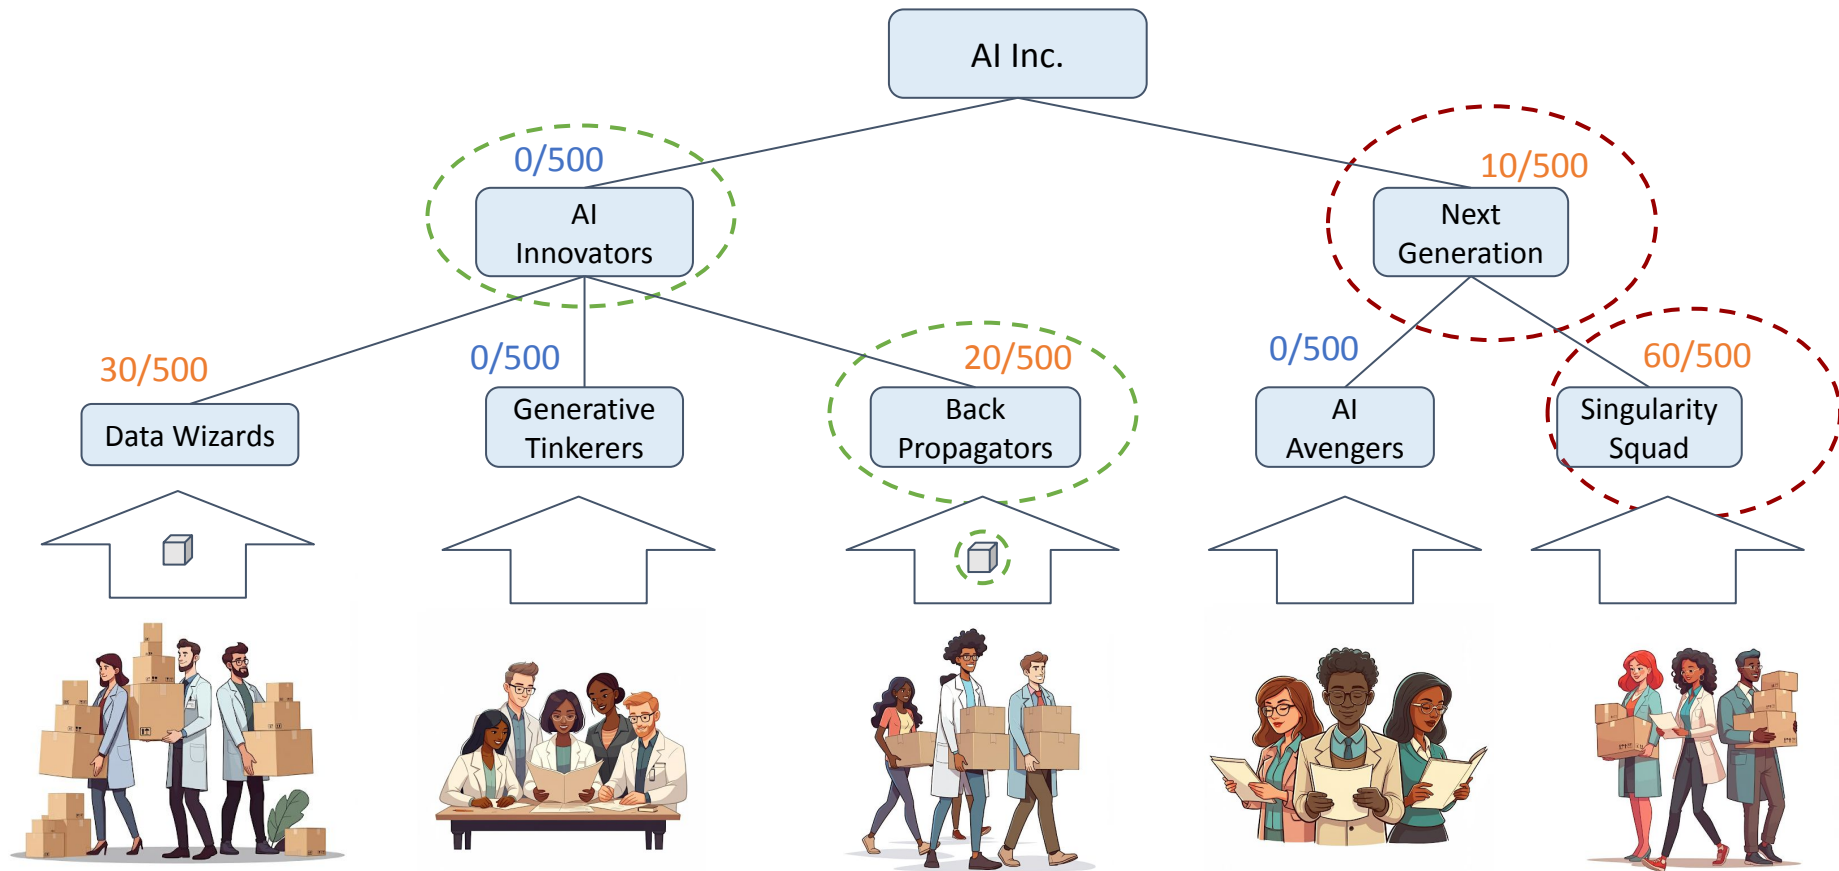 AI Inc.
0/500
10/500
AI
Innovators
Next
Generation
30/500
0/500
20/500
0/500
60/500
Data Wizards
Generative
Tinkerers
Back
Propagators
AI
Avengers
Singularity
Squad